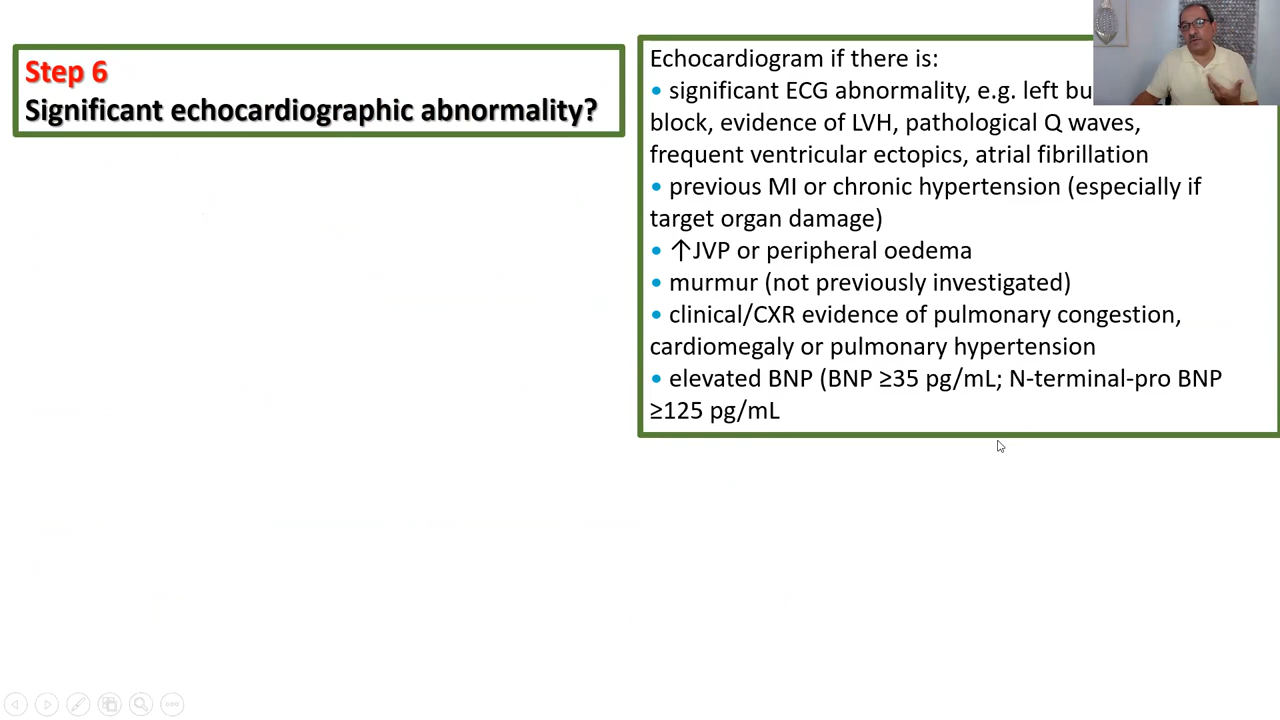 Step 6
Significant echocardiographic abnormality?
Echocardiogram if there is:
• significant ECG abnormality, e.g. left bu
block, evidence of LVH, pathological Q waves,
frequent ventricular ectopics, atrial fibrillation
• previous MI or chronic hypertension (especially if
target organ damage)
• ↑JVP or peripheral oedema
• murmur (not previously investigated)
• clinical/CXR evidence of pulmonary congestion,
cardiomegaly or pulmonary hypertension
• elevated BNP (BNP ≥35 pg/mL; N-terminal-pro BNP
≥125 pg/mL